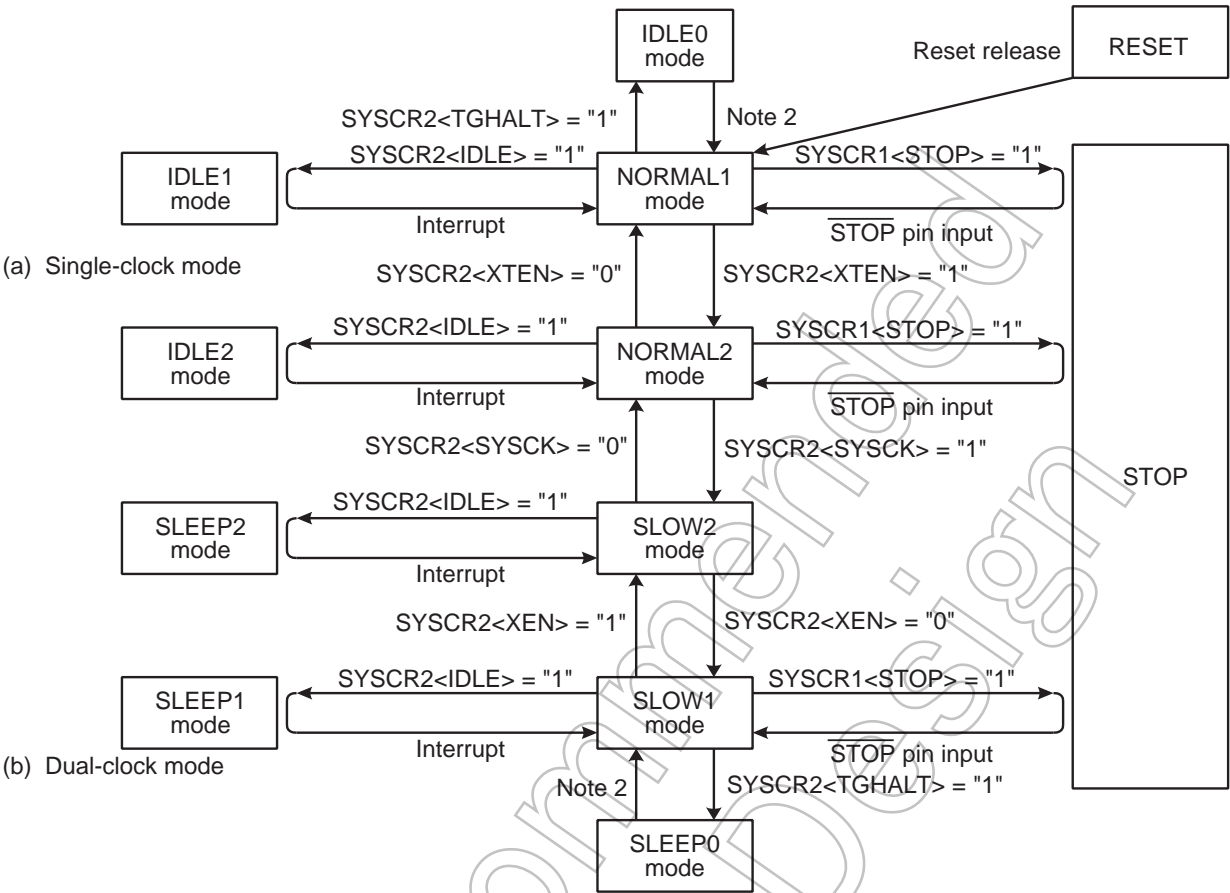 IDLE0
mode
Reset release
RESET
SYSCR2<TGHALT> = "1"
Note 2
SYSCR2<IDLE> = "1"
SYSCR1<STOP> = "1"
IDLE1
mode
NORMAL1
mode
Interrupt
STOP pin input
(a) Single-clock mode
SYSCR2<XTEN> = "0"
SYSCR2<XTEN> = "1"
SYSCR2<IDLE> = "1"
SYSCR1<STOP> = "1"
IDLE2
mode
NORMAL2
mode
Interrupt
STOP pin input
SYSCR2<SYSCK> = "0"
SYSCR2<SYSCK> = "1"
STOP
SYSCR2<IDLE> = "1"
SLEEP2
mode
SLOW2
mode
Interrupt
SYSCR2<XEN> = "1"
SYSCR2<XEN> = "0"
SYSCR2<IDLE> = "1"
SYSCR1<STOP> = "1"
SLEEP1
mode
SLOW1
mode
Interrupt
STOP pin input
(b) Dual-clock mode
Note 2
SYSCR2<TGHALT> = "1"
SLEEP0
mode
ommended
Design